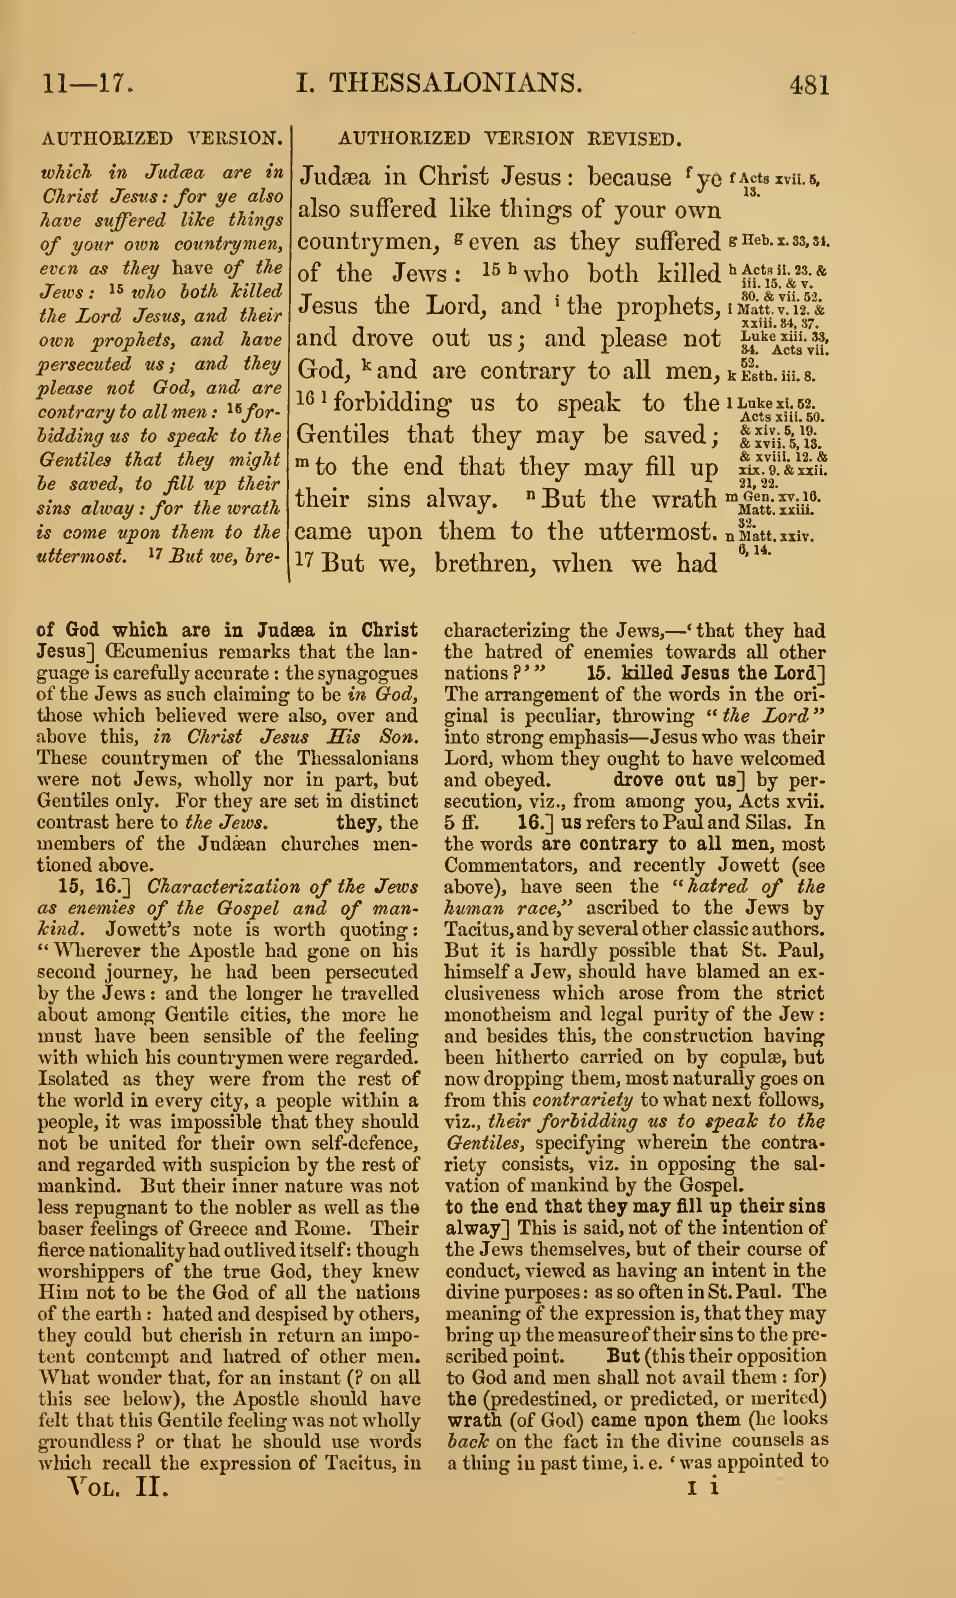 11—17.
I. THESSALONIANS.
481
AUTHORIZED VERSION.
which in Judæa are in
Christ Jesus: for ye also
have suffered like things
of your own countrymen,
even as they have of the
Jews: 15 who both killed
the Lord Jesus, and their
own prophets, and have
persecuted us; and they
please not God, and are
contrary to all men: 16 for-
bidding us to speak to the
Gentiles that they might
be saved, to fill up their
sins alway: for the wrath
is come upon them to the
uttermost. 17 But we, bre-
AUTHORIZED VERSION REVISED.
Judæa in Christ Jesus: because f ye
also suffered like things of your own
countrymen, g even as they suffered
of the Jews: 15 h who both killed
Jesus the Lord, and i the prophets,
and drove out us; and please not
God, k and are contrary to all men,
16 l forbidding us to speak to the
Gentiles that they may be saved;
m to the end that they may fill up
their sins alway. n But the wrath
came upon them to the uttermost.
17 But we, brethren, when we had
f Acts xvii. 5,
13.
g Heb. x. 33, 34.
h Acts ii. 23. &
iii. 15. & v.
30. & vii. 52.
i Matt. v. 12. &
xxiii. 34, 37.
Luke xiii. 33,
34. Acts vii.
52.
k Esth. iii. 8.
l Luke xi. 52.
Acts xiii. 50.
& xiv. 5, 19.
& xvii. 5, 13.
& xviii. 12. &
xix. 9. & xxii.
21, 22.
m Gen. xv. 16.
Matt. xxiii.
32.
n Matt. xxiv.
6, 14.
of God which are in Judæa in Christ
Jesus] Œcumenius remarks that the lan-
guage is carefully accurate: the synagogues
of the Jews as such claiming to be in God,
those which believed were also, over and
above this, in Christ Jesus His Son.
These countrymen of the Thessalonians
were not Jews, wholly nor in part, but
Gentiles only. For they are set in distinct
contrast here to the Jews. they, the
members of the Judæan churches men-
tioned above.
15, 16.] Characterization of the Jews
as enemies of the Gospel and of man-
kind. Jowett's note is worth quoting:
"Wherever the Apostle had gone on his
second journey, he had been persecuted
by the Jews: and the longer he travelled
about among Gentile cities, the more he
must have been sensible of the feeling
with which his countrymen were regarded.
Isolated as they were from the rest of
the world in every city, a people within a
people, it was impossible that they should
not be united for their own self-defence,
and regarded with suspicion by the rest of
mankind. But their inner nature was not
less repugnant to the nobler as well as the
baser feelings of Greece and Rome. Their
fierce nationality had outlived itself: though
worshippers of the true God, they knew
Him not to be the God of all the nations
of the earth: hated and despised by others,
they could but cherish in return an impo-
tent contempt and hatred of other men.
What wonder that, for an instant (? on all
this see below), the Apostle should have
felt that this Gentile feeling was not wholly
groundless? or that he should use words
which recall the expression of Tacitus, in
characterizing the Jews,—'that they had
the hatred of enemies towards all other
nations?'" 15. killed Jesus the Lord]
The arrangement of the words in the ori-
ginal is peculiar, throwing "the Lord"
into strong emphasis—Jesus who was their
Lord, whom they ought to have welcomed
and obeyed. drove out us] by per-
secution, viz., from among you, Acts xvii.
5 ff. 16.] us refers to Paul and Silas. In
the words are contrary to all men, most
Commentators, and recently Jowett (see
above), have seen the "hatred of the
human race," ascribed to the Jews by
Tacitus, and by several other classic authors.
But it is hardly possible that St. Paul,
himself a Jew, should have blamed an ex-
clusiveness which arose from the strict
monotheism and legal purity of the Jew:
and besides this, the construction having
been hitherto carried on by copulæ, but
now dropping them, most naturally goes on
from this contrariety to what next follows,
viz., their forbidding us to speak to the
Gentiles, specifying wherein the contra-
riety consists, viz. in opposing the sal-
vation of mankind by the Gospel.
to the end that they may fill up their sins
alway] This is said, not of the intention of
the Jews themselves, but of their course of
conduct, viewed as having an intent in the
divine purposes: as so often in St. Paul. The
meaning of the expression is, that they may
bring up the measure of their sins to the pre-
scribed point. But (this their opposition
to God and men shall not avail them: for)
the (predestined, or predicted, or merited)
wrath (of God) came upon them (he looks
back on the fact in the divine counsels as
a thing in past time, i. e. 'was appointed to
VOL. II.
I i